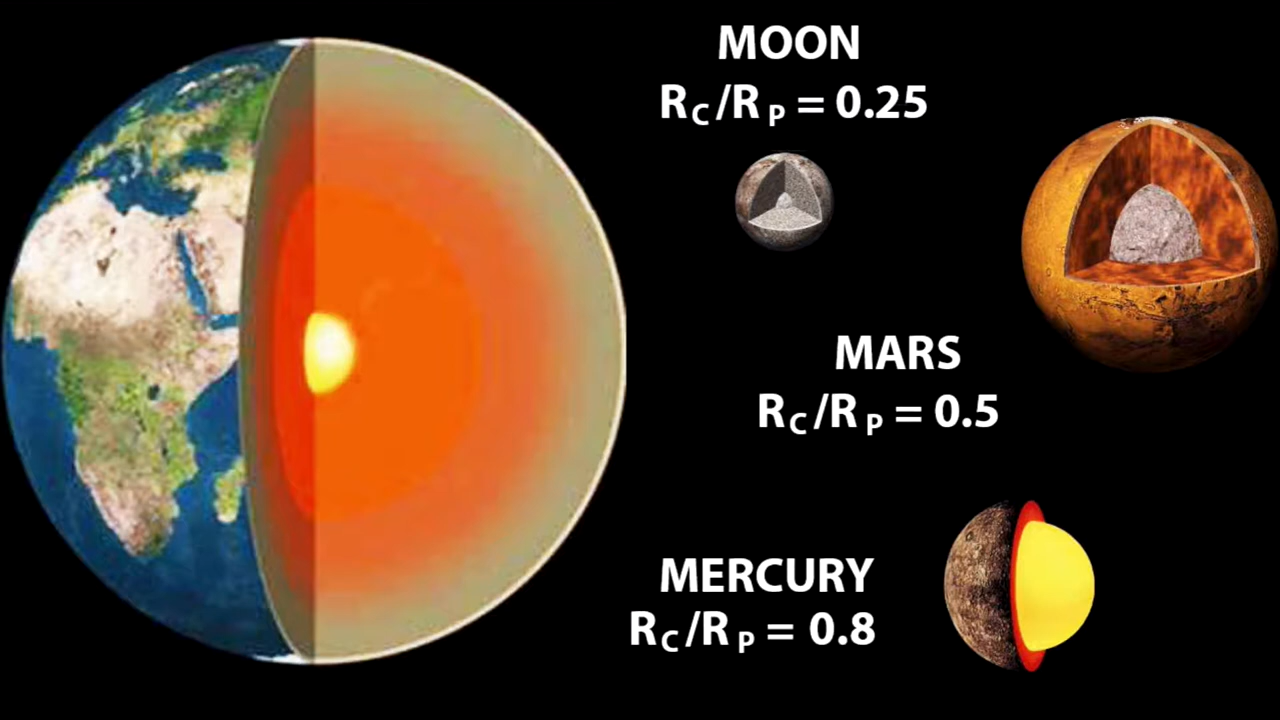 MOON
RC/RP = 0.25
MARS
RC/RP = 0.5
MERCURY
RC/RP = 0.8